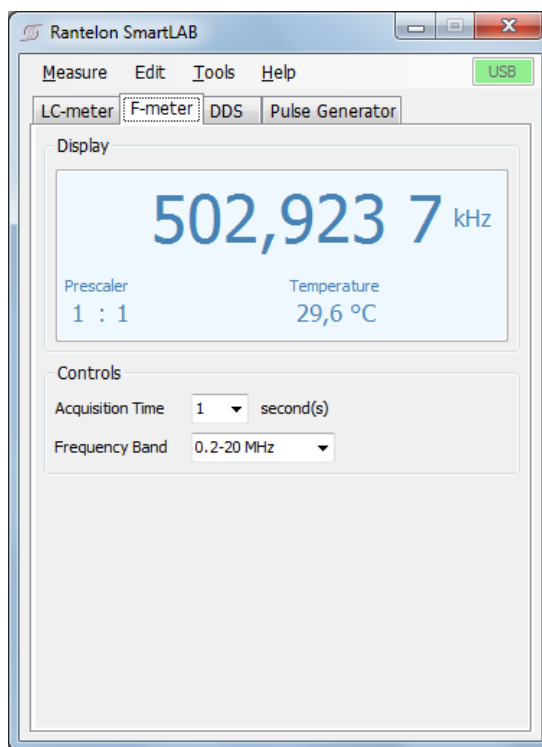 Rantelon SmartLAB
Measure Edit Tools Help USB
LC-meter F-meter DDS Pulse Generator
Display
502,923 7 kHz
Prescaler Temperature
1 : 1 29,6 °C
Controls
Acquisition Time 1 second(s)
Frequency Band 0.2-20 MHz